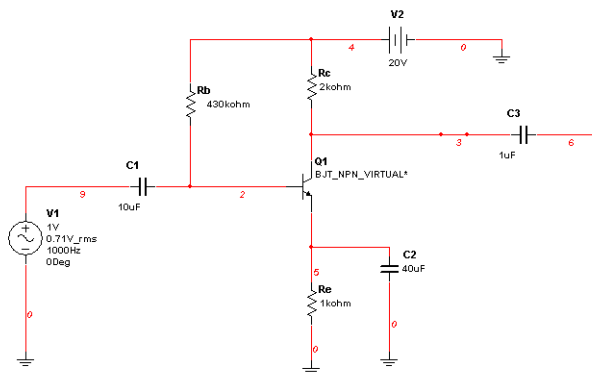 V2
4
0
20V
Rb
430kohm
Rc
2kohm
C3
3
6
1uF
C1
Q1
BJT_NPN_VIRTUAL*
9
2
10uF
V1
1V
0.71V_rms
1000Hz
0Deg
C2
40uF
5
Re
1kohm
0
0
0